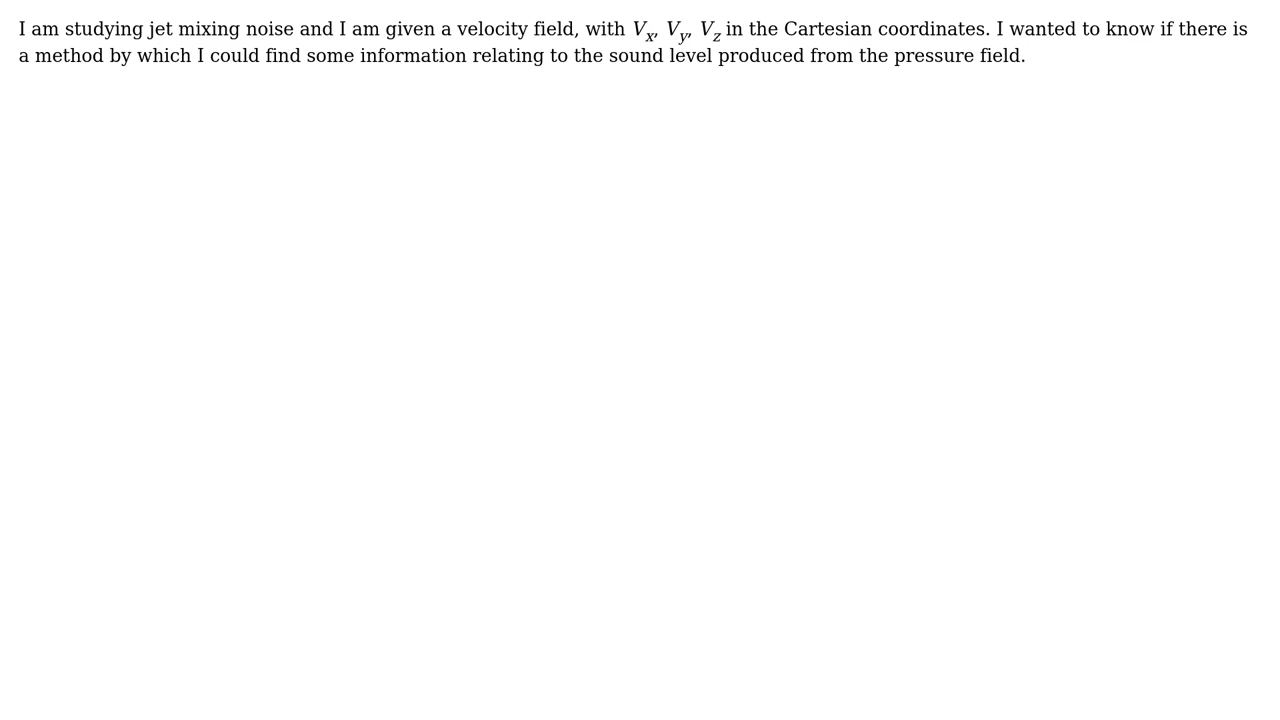 I am studying jet mixing noise and I am given a velocity field, with V_x, V_y, V_z in the Cartesian coordinates. I wanted to know if there is
a method by which I could find some information relating to the sound level produced from the pressure field.